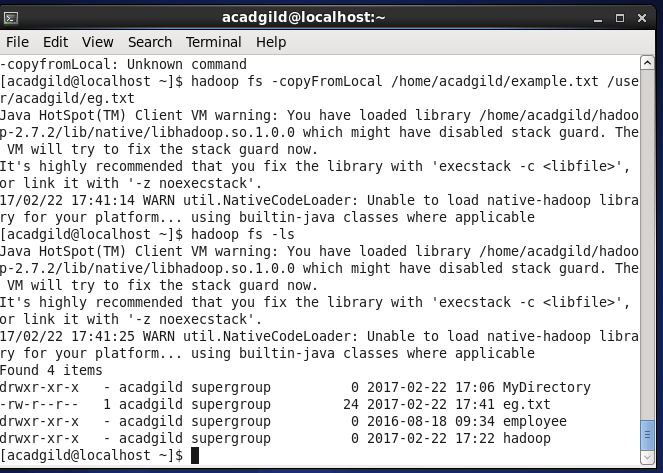 acadgild@localhost:~
File Edit View Search Terminal Help
-copyfromLocal: Unknown command
[acadgild@localhost ~]$ hadoop fs -copyFromLocal /home/acadgild/example.txt /use
r/acadgild/eg.txt
Java HotSpot(TM) Client VM warning: You have loaded library /home/acadgild/hadoo
p-2.7.2/lib/native/libhadoop.so.1.0.0 which might have disabled stack guard. The
 VM will try to fix the stack guard now.
It's highly recommended that you fix the library with 'execstack -c <libfile>',
or link it with '-z noexecstack'.
17/02/22 17:41:14 WARN util.NativeCodeLoader: Unable to load native-hadoop libra
ry for your platform... using builtin-java classes where applicable
[acadgild@localhost ~]$ hadoop fs -ls
Java HotSpot(TM) Client VM warning: You have loaded library /home/acadgild/hadoo
p-2.7.2/lib/native/libhadoop.so.1.0.0 which might have disabled stack guard. The
 VM will try to fix the stack guard now.
It's highly recommended that you fix the library with 'execstack -c <libfile>',
or link it with '-z noexecstack'.
17/02/22 17:41:25 WARN util.NativeCodeLoader: Unable to load native-hadoop libra
ry for your platform... using builtin-java classes where applicable
Found 4 items
drwxr-xr-x   - acadgild supergroup          0 2017-02-22 17:06 MyDirectory
-rw-r--r--   1 acadgild supergroup         24 2017-02-22 17:41 eg.txt
drwxr-xr-x   - acadgild supergroup          0 2016-08-18 09:34 employee
drwxr-xr-x   - acadgild supergroup          0 2017-02-22 17:22 hadoop
[acadgild@localhost ~]$